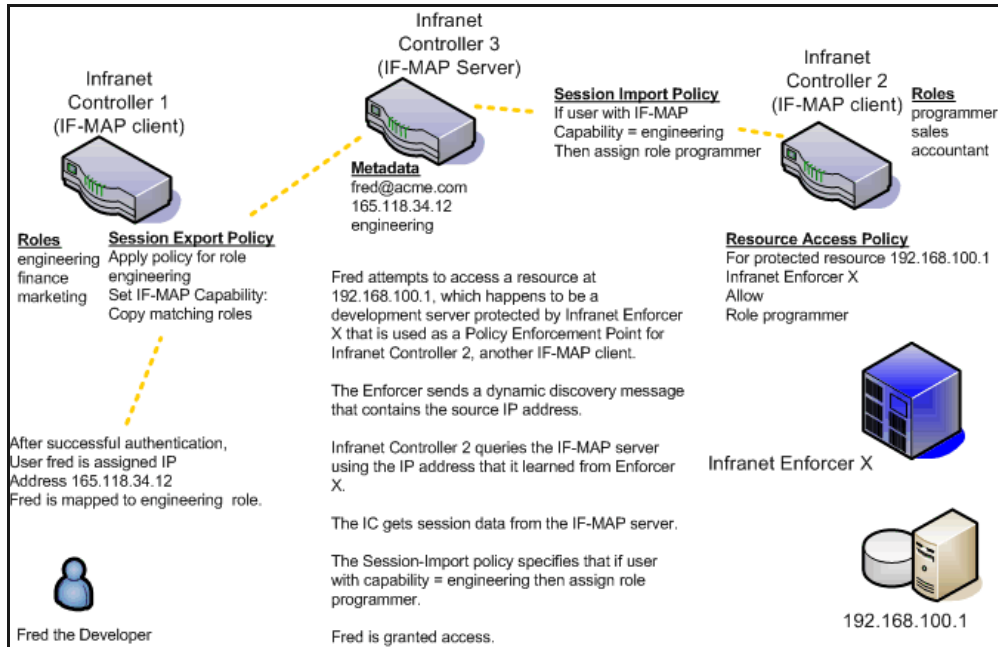 Infranet
Controller 1
(IF-MAP client)
Infranet
Controller 3
(IF-MAP Server)
Infranet
Controller 2
(IF-MAP client)
Roles
programmer
sales
accountant
Session Import Policy
If user with IF-MAP
Capability = engineering
Then assign role programmer
Metadata
fred@acme.com
165.118.34.12
engineering
Roles
engineering
finance
marketing
Session Export Policy
Apply policy for role
engineering
Set IF-MAP Capability:
Copy matching roles
Resource Access Policy
For protected resource 192.168.100.1
Infranet Enforcer X
Allow
Role programmer
Fred attempts to access a resource at
192.168.100.1, which happens to be a
development server protected by Infranet Enforcer
X that is used as a Policy Enforcement Point for
Infranet Controller 2, another IF-MAP client.
The Enforcer sends a dynamic discovery message
that contains the source IP address.
Infranet Controller 2 queries the IF-MAP server
using the IP address that it learned from Enforcer
X.
The IC gets session data from the IF-MAP server.
The Session-Import policy specifies that if user
with capability = engineering then assign role
programmer.
Fred is granted access.
After successful authentication,
User fred is assigned IP
Address 165.118.34.12
Fred is mapped to engineering role.
Fred the Developer
Infranet Enforcer X
192.168.100.1